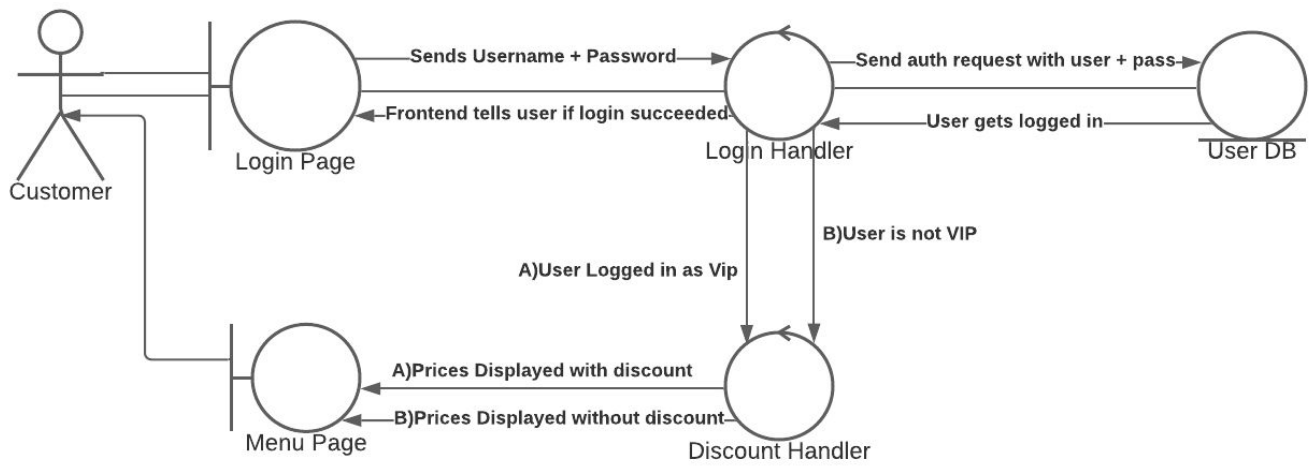 Sends Username + Password
Send auth request with user + pass
Frontend tells user if login succeeded
User gets logged in
Login Page
Login Handler
User DB
Customer
B)User is not VIP
A)User Logged in as Vip
A)Prices Displayed with discount
B)Prices Displayed without discount
Menu Page
Discount Handler